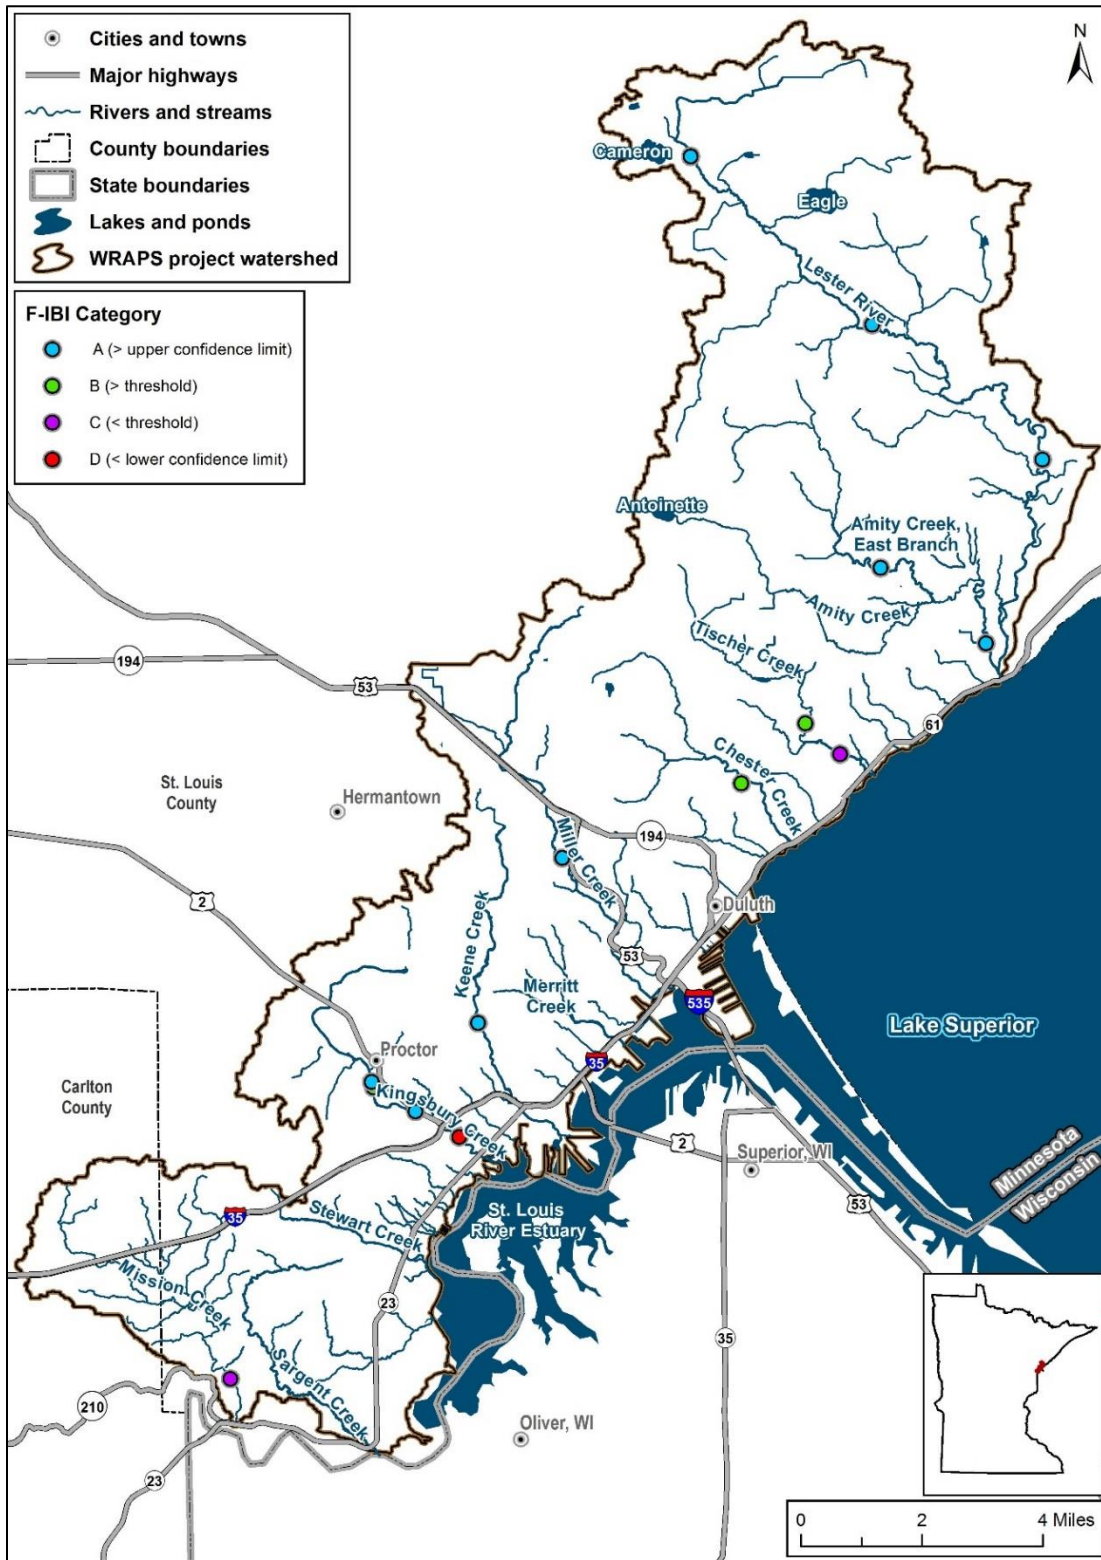 Cities and towns
Major highways
Rivers and streams
County boundaries
State boundaries
Lakes and ponds
WRAPS project watershed
F-IBI Category
A (> upper confidence limit)
B (> threshold)
C (< threshold)
D (< lower confidence limit)
N
Cameron
Eagle
Lester River
Antoinette
Amity Creek,
East Branch
Amity Creek
Tischer Creek
194
53
61
Chester Creek
St. Louis
County
Hermantown
Miller Creek
194
2
Duluth
Keene Creek
53
Merritt
Creek
535
Lake Superior
Proctor
35
Carlton
County
Kingsbury Creek
2
Superior, WI
Minnesota
Wisconsin
53
St. Louis
River Estuary
35
Stewart Creek
Mission Creek
23
35
Sargent Creek
210
Oliver, WI
23
0
2
4 Miles